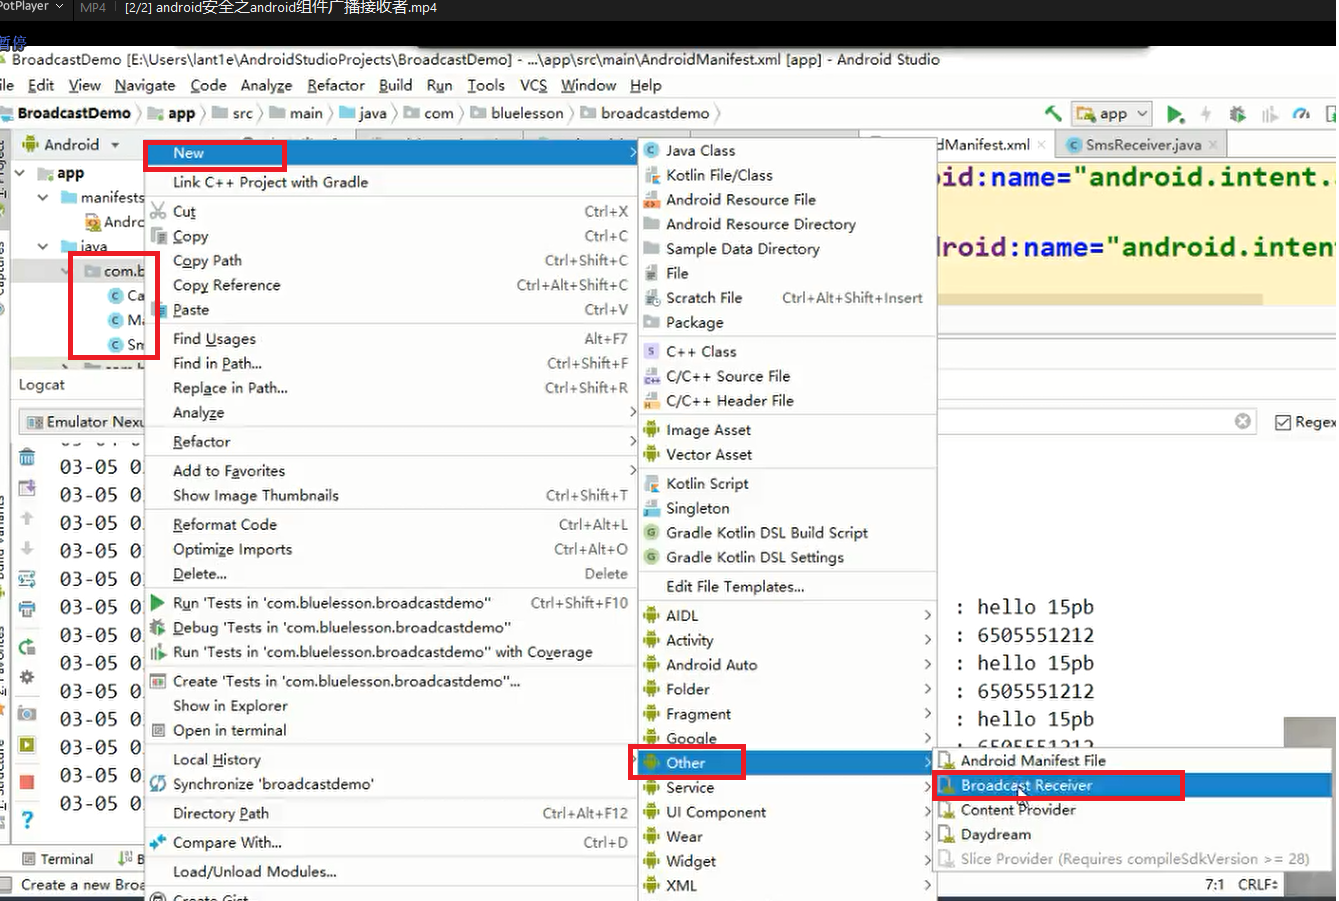 PotPlayer MP4 [2/2] android安全之android组件广播接收者.mp4
暂停
BroadcastDemo [E:\Users\lant1e\AndroidStudioProjects\BroadcastDemo] - ...\app\src\main\AndroidManifest.xml [app] - Android Studio
Edit View Navigate Code Analyze Refactor Build Run Tools VCS Window Help
BroadcastDemo app src main java com bluelesson broadcastdemo app
Android
dManifest.xml SmsReceiver.java
app
manifests
Andro
java
com.b
Ca
Ma
Sm
Logcat
Emulator Nexu
03-05 0
03-05 0
03-05 0
03-05 0
03-05 0
03-05 0
03-05 0
03-05 0
03-05 0
03-05 0
03-05 0
03-05 0
03-05 0
Terminal
Create a new Broa
New
Link C++ Project with Gradle
Cut Ctrl+X
Copy Ctrl+C
Copy Path Ctrl+Shift+C
Copy Reference Ctrl+Alt+Shift+C
Paste Ctrl+V
Find Usages Alt+F7
Find in Path... Ctrl+Shift+F
Replace in Path... Ctrl+Shift+R
Analyze
Refactor
Add to Favorites
Show Image Thumbnails Ctrl+Shift+T
Reformat Code Ctrl+Alt+L
Optimize Imports Ctrl+Alt+O
Delete... Delete
Run 'Tests in 'com.bluelesson.broadcastdemo'' Ctrl+Shift+F10
Debug 'Tests in 'com.bluelesson.broadcastdemo''
Run 'Tests in 'com.bluelesson.broadcastdemo'' with Coverage
Create 'Tests in 'com.bluelesson.broadcastdemo''...
Show in Explorer
Open in terminal
Local History
Synchronize 'broadcastdemo'
Directory Path Ctrl+Alt+F12
Compare With... Ctrl+D
Load/Unload Modules...
Create Gist...
Java Class
Kotlin File/Class
Android Resource File
Android Resource Directory
Sample Data Directory
File
Scratch File Ctrl+Alt+Shift+Insert
Package
C++ Class
C/C++ Source File
C/C++ Header File
Image Asset
Vector Asset
Kotlin Script
Singleton
Gradle Kotlin DSL Build Script
Gradle Kotlin DSL Settings
Edit File Templates...
AIDL
Activity
Android Auto
Folder
Fragment
Google
Other
Service
UI Component
Wear
Widget
XML
oid:name="android.intent.
droid:name="android.intent
Regex
: hello 15pb
: 6505551212
: hello 15pb
: 6505551212
: hello 15pb
: 6505551212
Android Manifest File
Broadcast Receiver
Content Provider
Daydream
Slice Provider (Requires compileSdkVersion >= 28)
7:1 CRLF